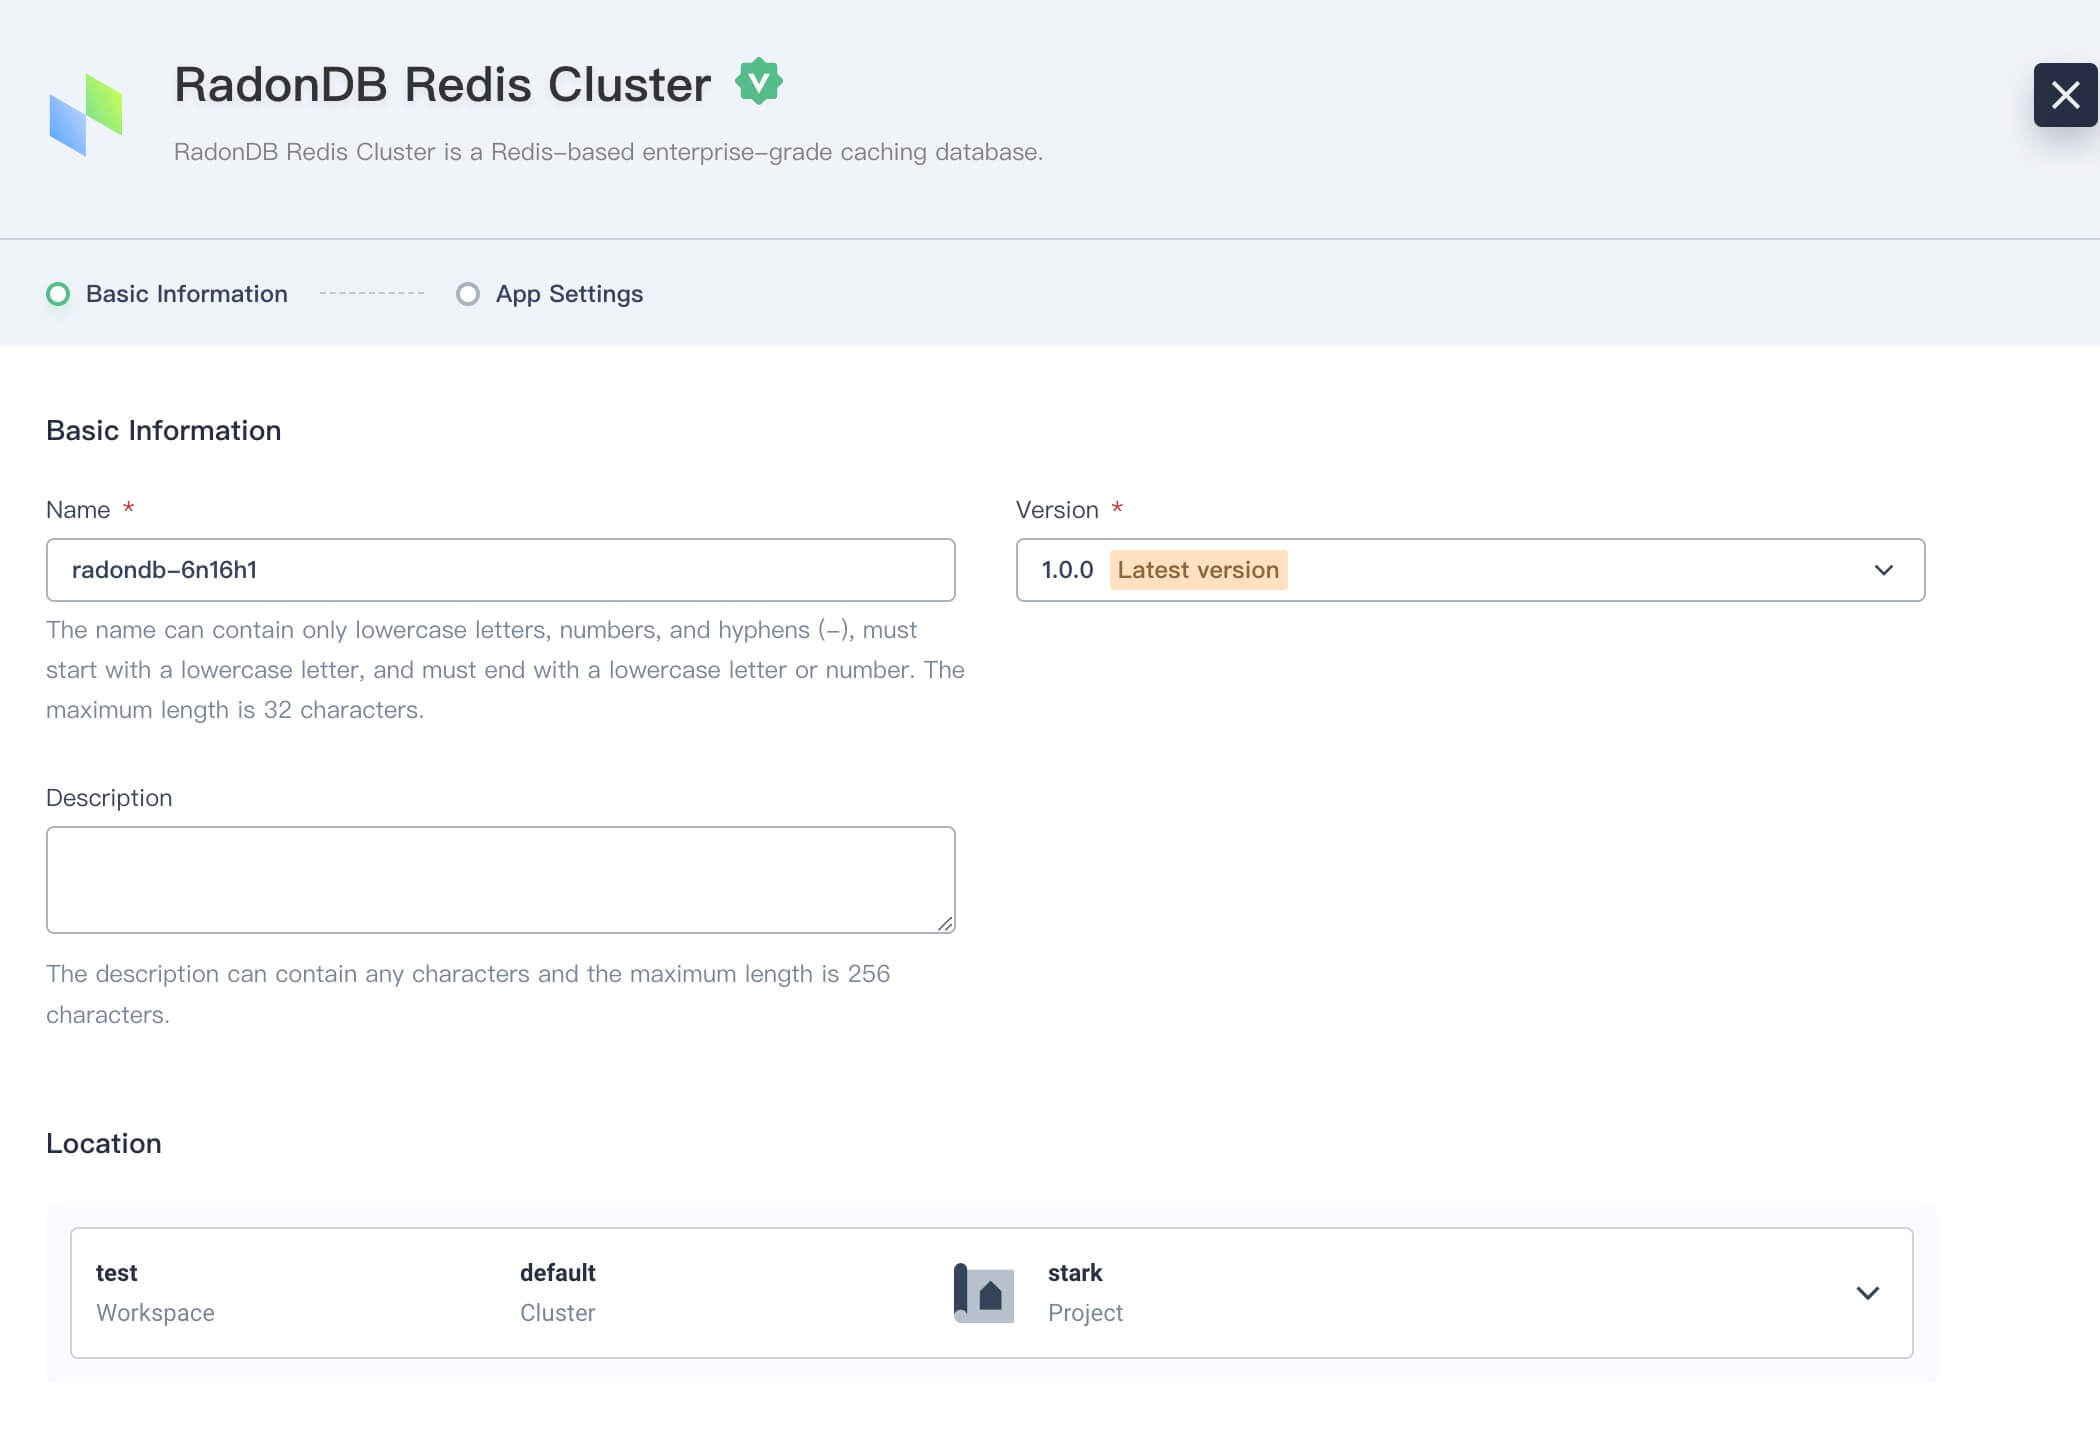 RadonDB Redis Cluster
RadonDB Redis Cluster is a Redis-based enterprise-grade caching database.
Basic Information
App Settings
Basic Information
Name *
Version *
radondb-6n16h1
1.0.0 Latest version
The name can contain only lowercase letters, numbers, and hyphens (-), must
start with a lowercase letter, and must end with a lowercase letter or number. The
maximum length is 32 characters.
Description
The description can contain any characters and the maximum length is 256
characters.
Location
test
Workspace
default
Cluster
stark
Project